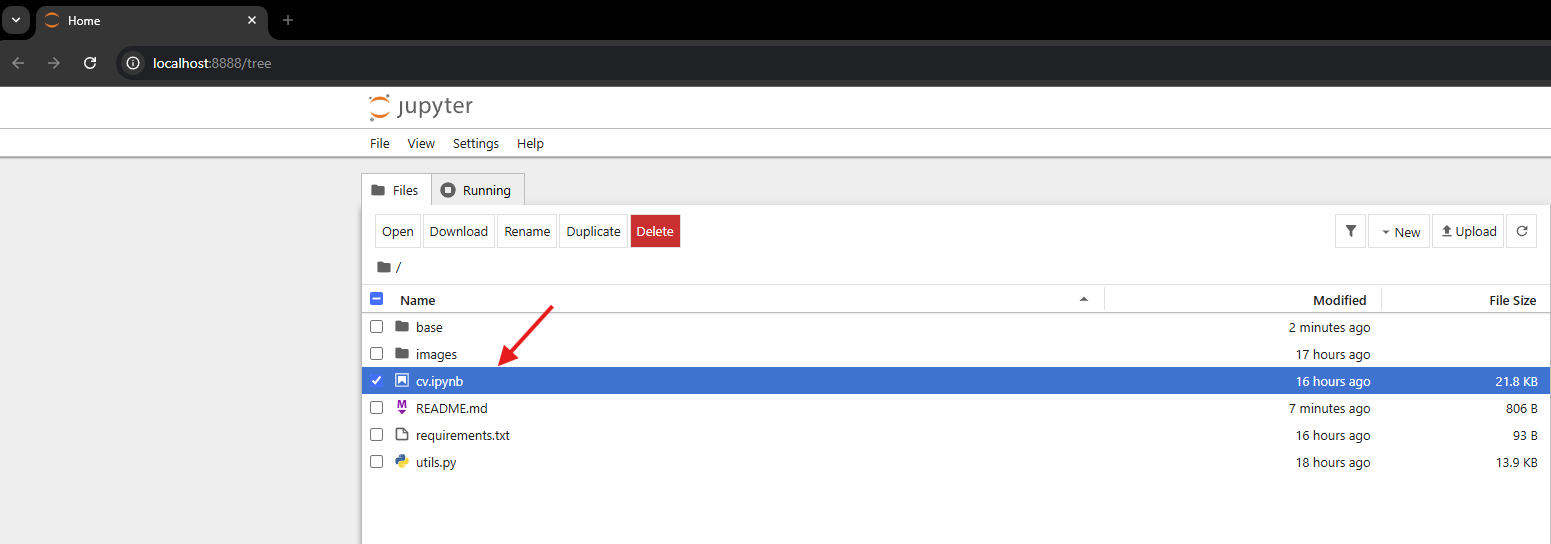 Home
localhost:8888/tree
jupyter
File View Settings Help
Files Running
Open Download Rename Duplicate Delete New Upload
/
Name Modified File Size
base 2 minutes ago
images 17 hours ago
cv.ipynb 16 hours ago 21.8 KB
README.md 7 minutes ago 806 B
requirements.txt 16 hours ago 93 B
utils.py 18 hours ago 13.9 KB